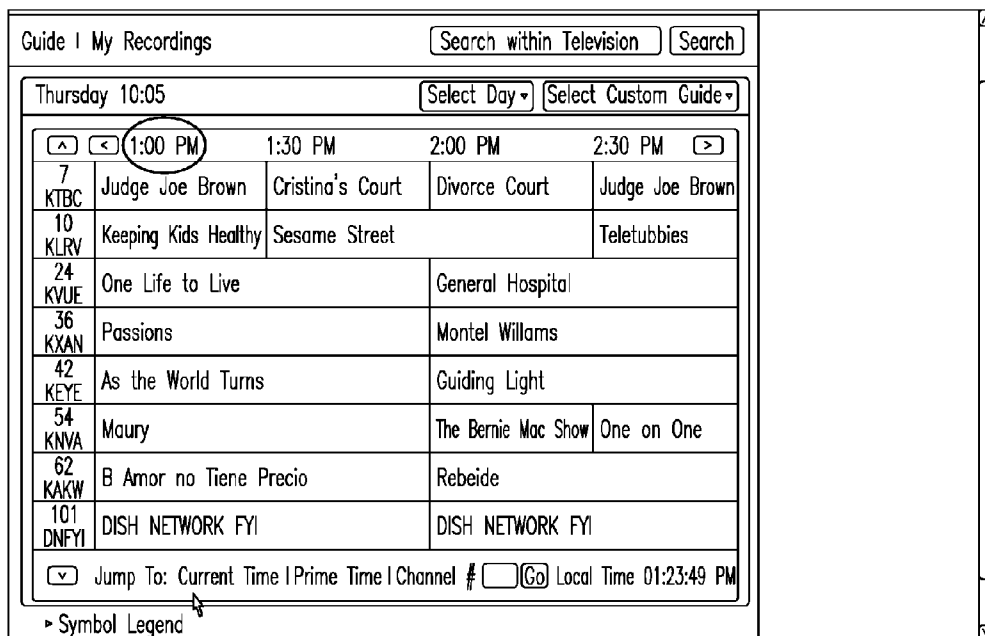 Guide | My Recordings Search within Television Search
Thursday 10:05 Select Day Select Custom Guide
1:00 PM 1:30 PM 2:00 PM 2:30 PM
7 KTBC Judge Joe Brown Cristina's Court Divorce Court Judge Joe Brown
10 KLRV Keeping Kids Healthy Sesame Street Teletubbies
24 KVUE One Life to Live General Hospital
36 KXAN Passions Montel Willams
42 KEYE As the World Turns Guiding Light
54 KNVA Maury The Bernie Mac Show One on One
62 KAKW B Amor no Tiene Precio Rebeide
101 DNFYI DISH NETWORK FYI DISH NETWORK FYI
Jump To: Current Time | Prime Time | Channel # Go Local Time 01:23:49 PM
Symbol Legend